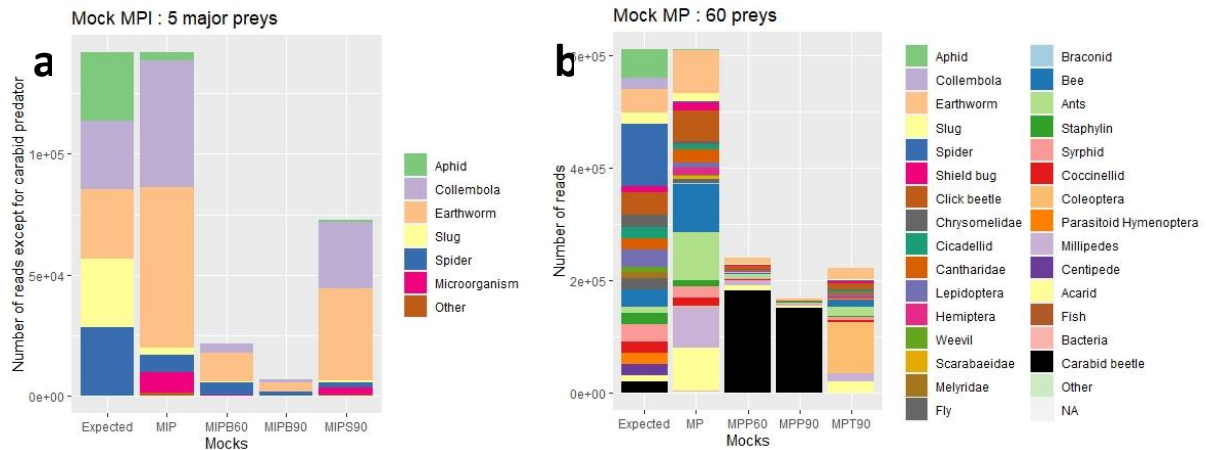 Mock MPI : 5 major preys
a
Number of reads except for carabid predator
1e+05
5e+04
0e+00
Expected MIP MIPB60 MIPB90 MIPS90
Mocks
Aphid
Collembola
Earthworm
Slug
Spider
Microorganism
Other
Mock MP : 60 preys
b
Number of reads
6e+05
4e+05
2e+05
0e+00
Expected MP MPP60 MPP90 MPT90
Mocks
Aphid
Collembola
Earthworm
Slug
Spider
Shield bug
Click beetle
Chrysomelidae
Cicadellid
Cantharidae
Lepidoptera
Hemiptera
Weevil
Scarabaeidae
Melyridae
Fly
Braconid
Bee
Ants
Staphylin
Syrphid
Coccinellid
Coleoptera
Parasitoid Hymenoptera
Millipedes
Centipede
Acarid
Fish
Bacteria
Carabid beetle
Other
NA